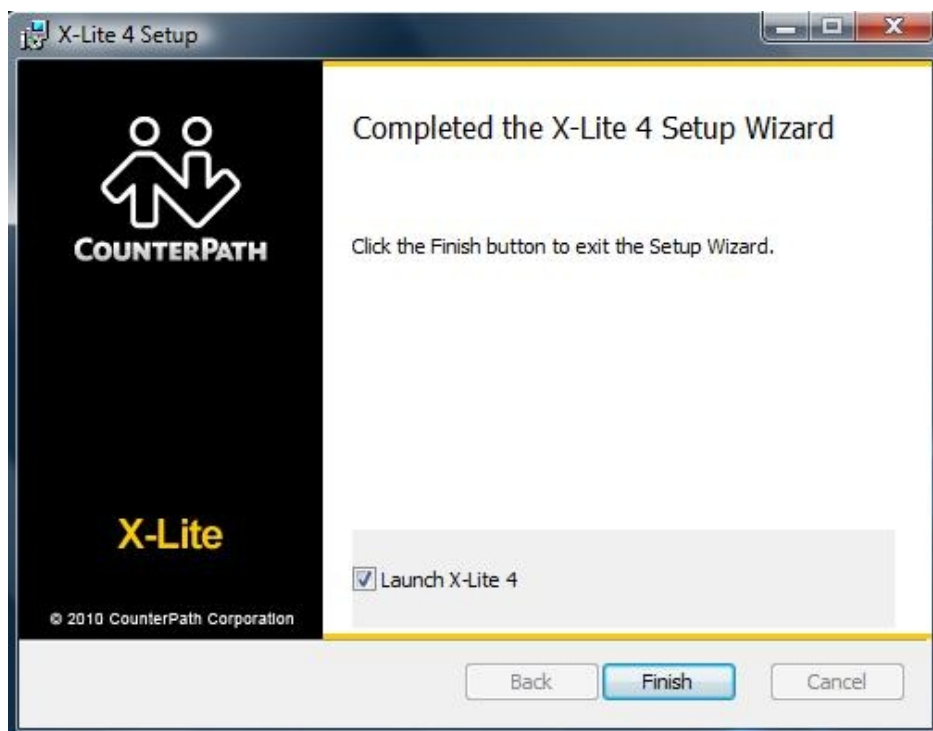 X-Lite 4 Setup
COUNTERPATH
Completed the X-Lite 4 Setup Wizard
Click the Finish button to exit the Setup Wizard.
X-Lite
Launch X-Lite 4
© 2010 CounterPath Corporation
Back Finish Cancel